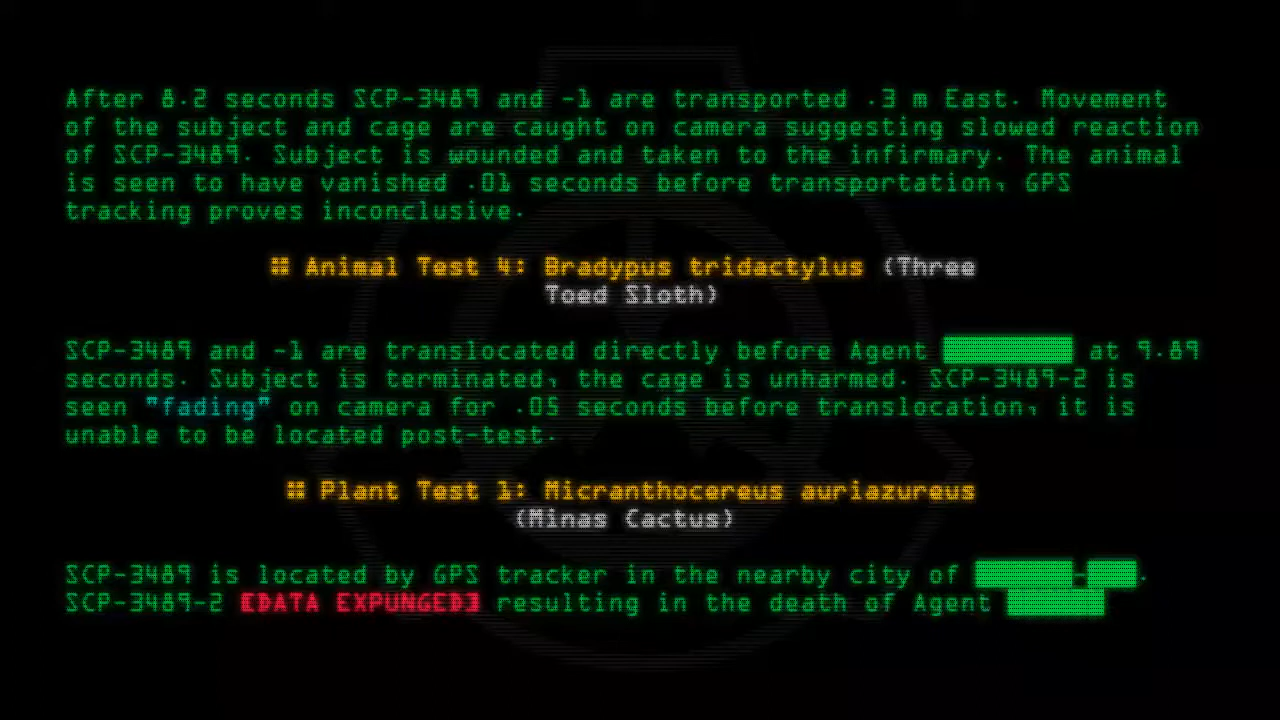 After 8.2 seconds SCP-3489 and -1 are transported .3 m East. Movement
of the subject and cage are caught on camera suggesting slowed reaction
of SCP-3489. Subject is wounded and taken to the infirmary. The animal
is seen to have vanished .01 seconds before transportation, GPS
tracking proves inconclusive.
# Animal Test 4: Bradypus tridactylus (Three
Toed Sloth)
SCP-3489 and -1 are translocated directly before Agent ████████ at 9.89
seconds. Subject is terminated, the cage is unharmed. SCP-3489-2 is
seen "fading" on camera for .05 seconds before translocation, it is
unable to be located post-test.
# Plant Test 1: Micranthocereus auriazureus
(Minas Cactus)
SCP-3489 is located by GPS tracker in the nearby city of ██████-███.
SCP-3489-2 [DATA EXPUNGED] resulting in the death of Agent ██████